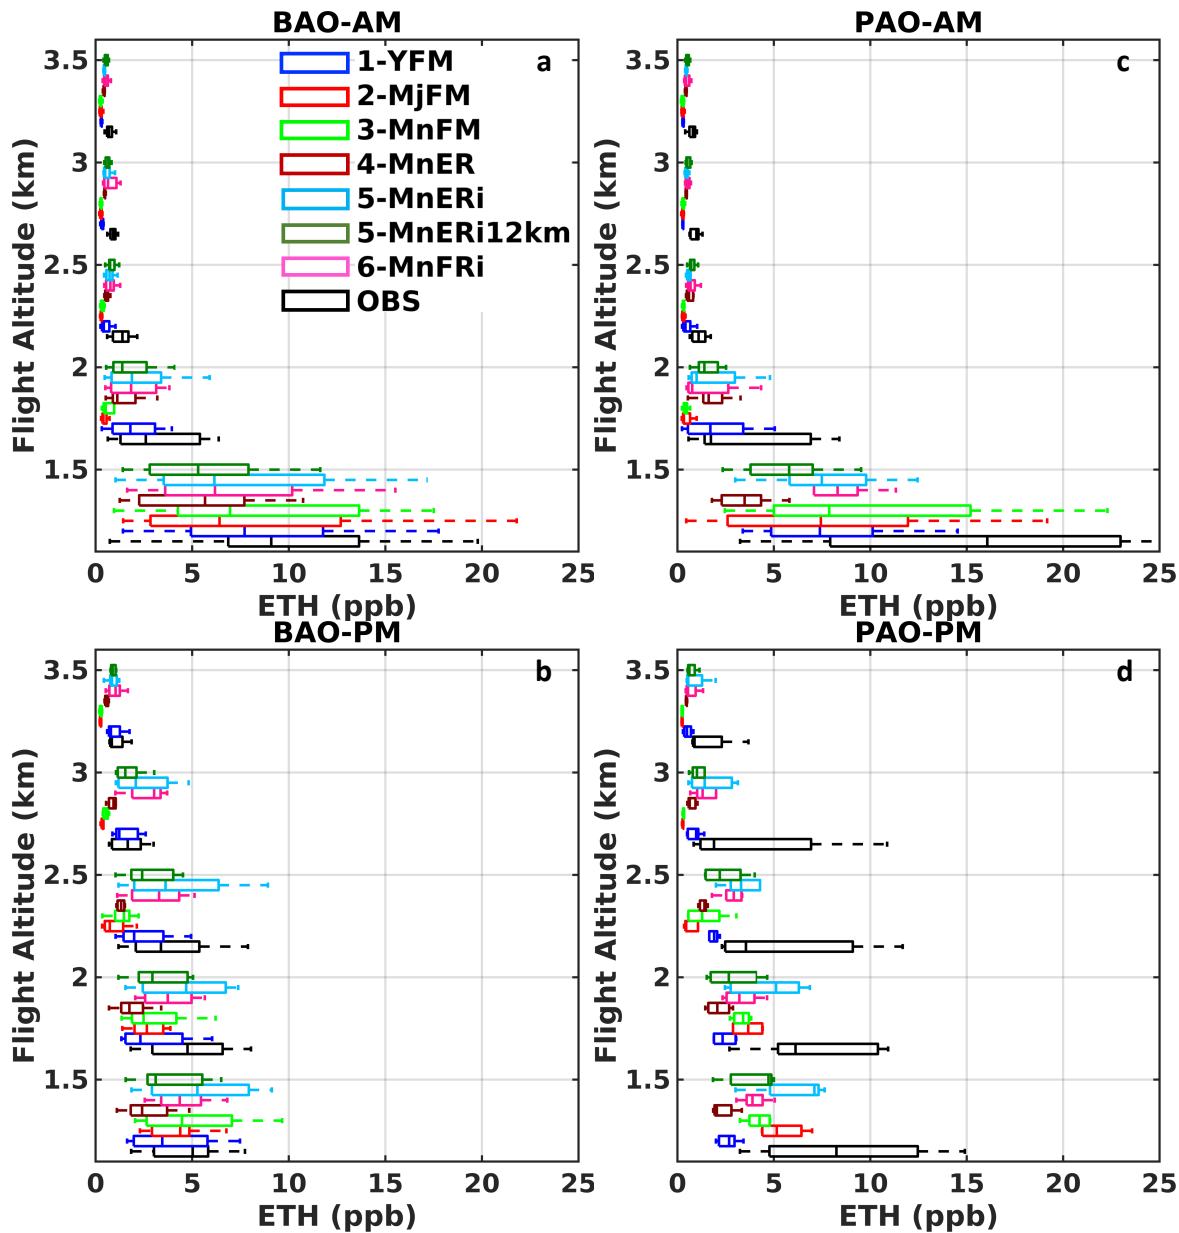 BAO-AM
PAO-AM
a
c
1-YFM
2-MjFM
3-MnFM
4-MnER
5-MnERi
5-MnERi12km
6-MnFRi
OBS
3.5
3
2.5
2
1.5
Flight Altitude (km)
0 5 10 15 20 25
ETH (ppb)
3.5
3
2.5
2
1.5
Flight Altitude (km)
0 5 10 15 20 25
ETH (ppb)
BAO-PM
PAO-PM
b
d
3.5
3
2.5
2
1.5
Flight Altitude (km)
0 5 10 15 20 25
ETH (ppb)
3.5
3
2.5
2
1.5
Flight Altitude (km)
0 5 10 15 20 25
ETH (ppb)